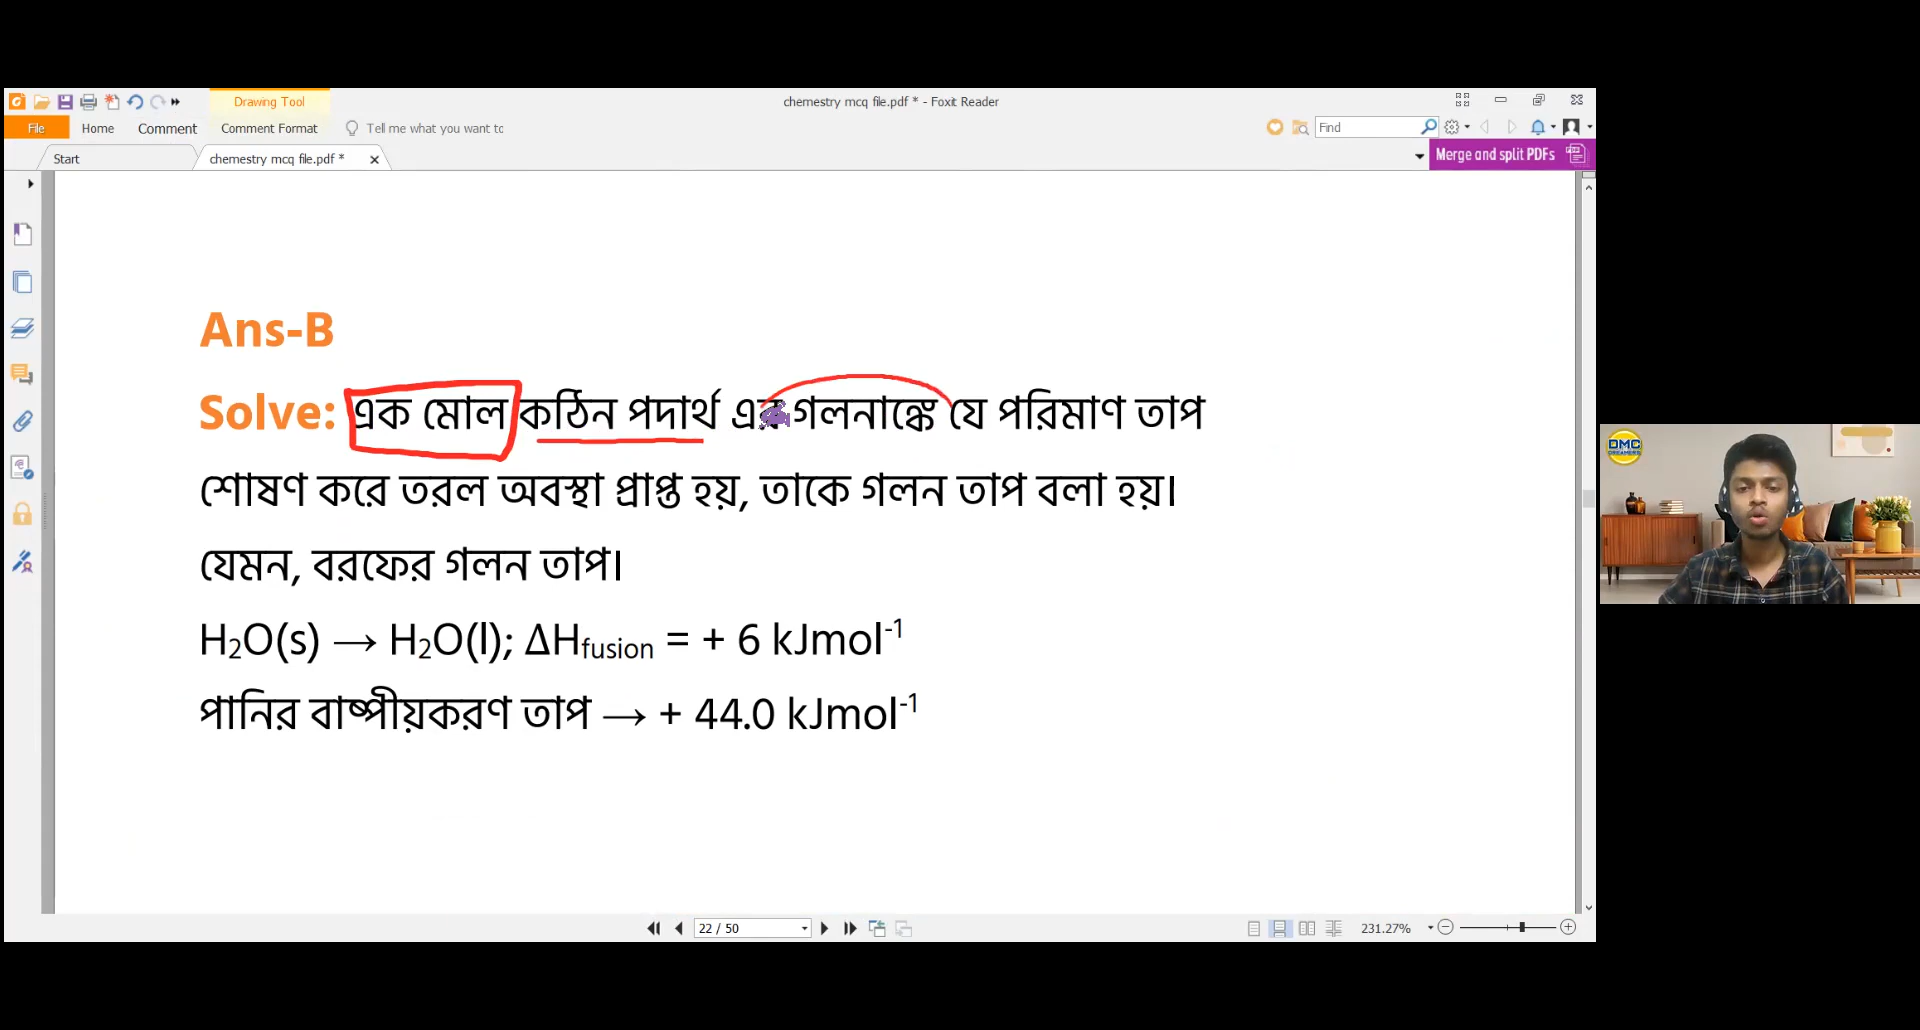 chemestry mcq file.pdf * - Foxit Reader
Drawing Tool
File Home Comment Comment Format Tell me what you want to
Find
Start chemestry mcq file.pdf *
Merge and split PDFs
Ans-B
Solve: এক মোল কঠিন পদার্থ এর গলনাঙ্কে যে পরিমাণ তাপ
শোষণ করে তরল অবস্থা প্রাপ্ত হয়, তাকে গলন তাপ বলা হয়।
যেমন, বরফের গলন তাপ।
H₂O(s) → H₂O(l); ΔHfusion = + 6 kJmol⁻¹
পানির বাষ্পীয়করণ তাপ → + 44.0 kJmol⁻¹
DMC
DREAMERS
22 / 50
231.27%